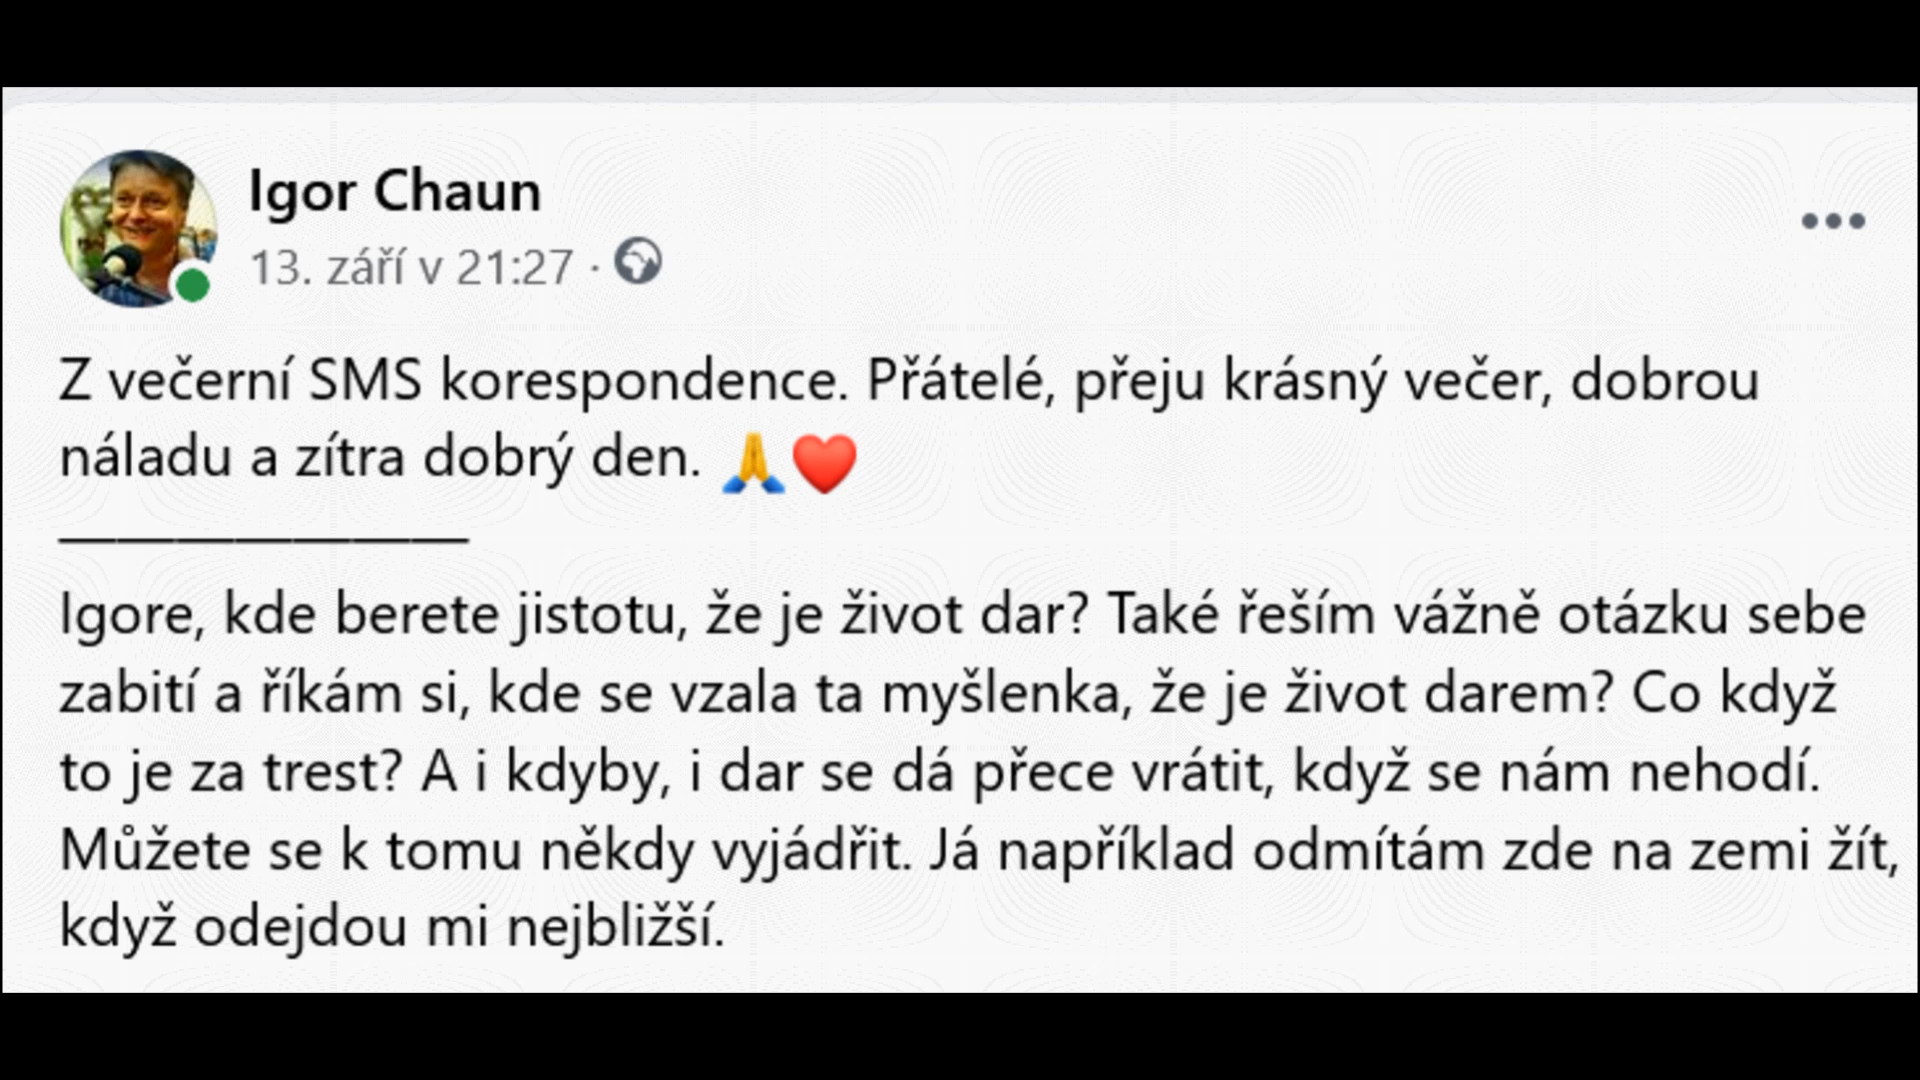 Igor Chaun
13. září v 21:27 ·
Z večerní SMS korespondence. Přátelé, přeju krásný večer, dobrou
náladu a zítra dobrý den. 🙏❤️
———————
Igore, kde berete jistotu, že je život dar? Také řeším vážně otázku sebe
zabití a říkám si, kde se vzala ta myšlenka, že je život darem? Co když
to je za trest? A i kdyby, i dar se dá přece vrátit, když se nám nehodí.
Můžete se k tomu někdy vyjádřit. Já například odmítám zde na zemi žít,
když odejdou mi nejbližší.